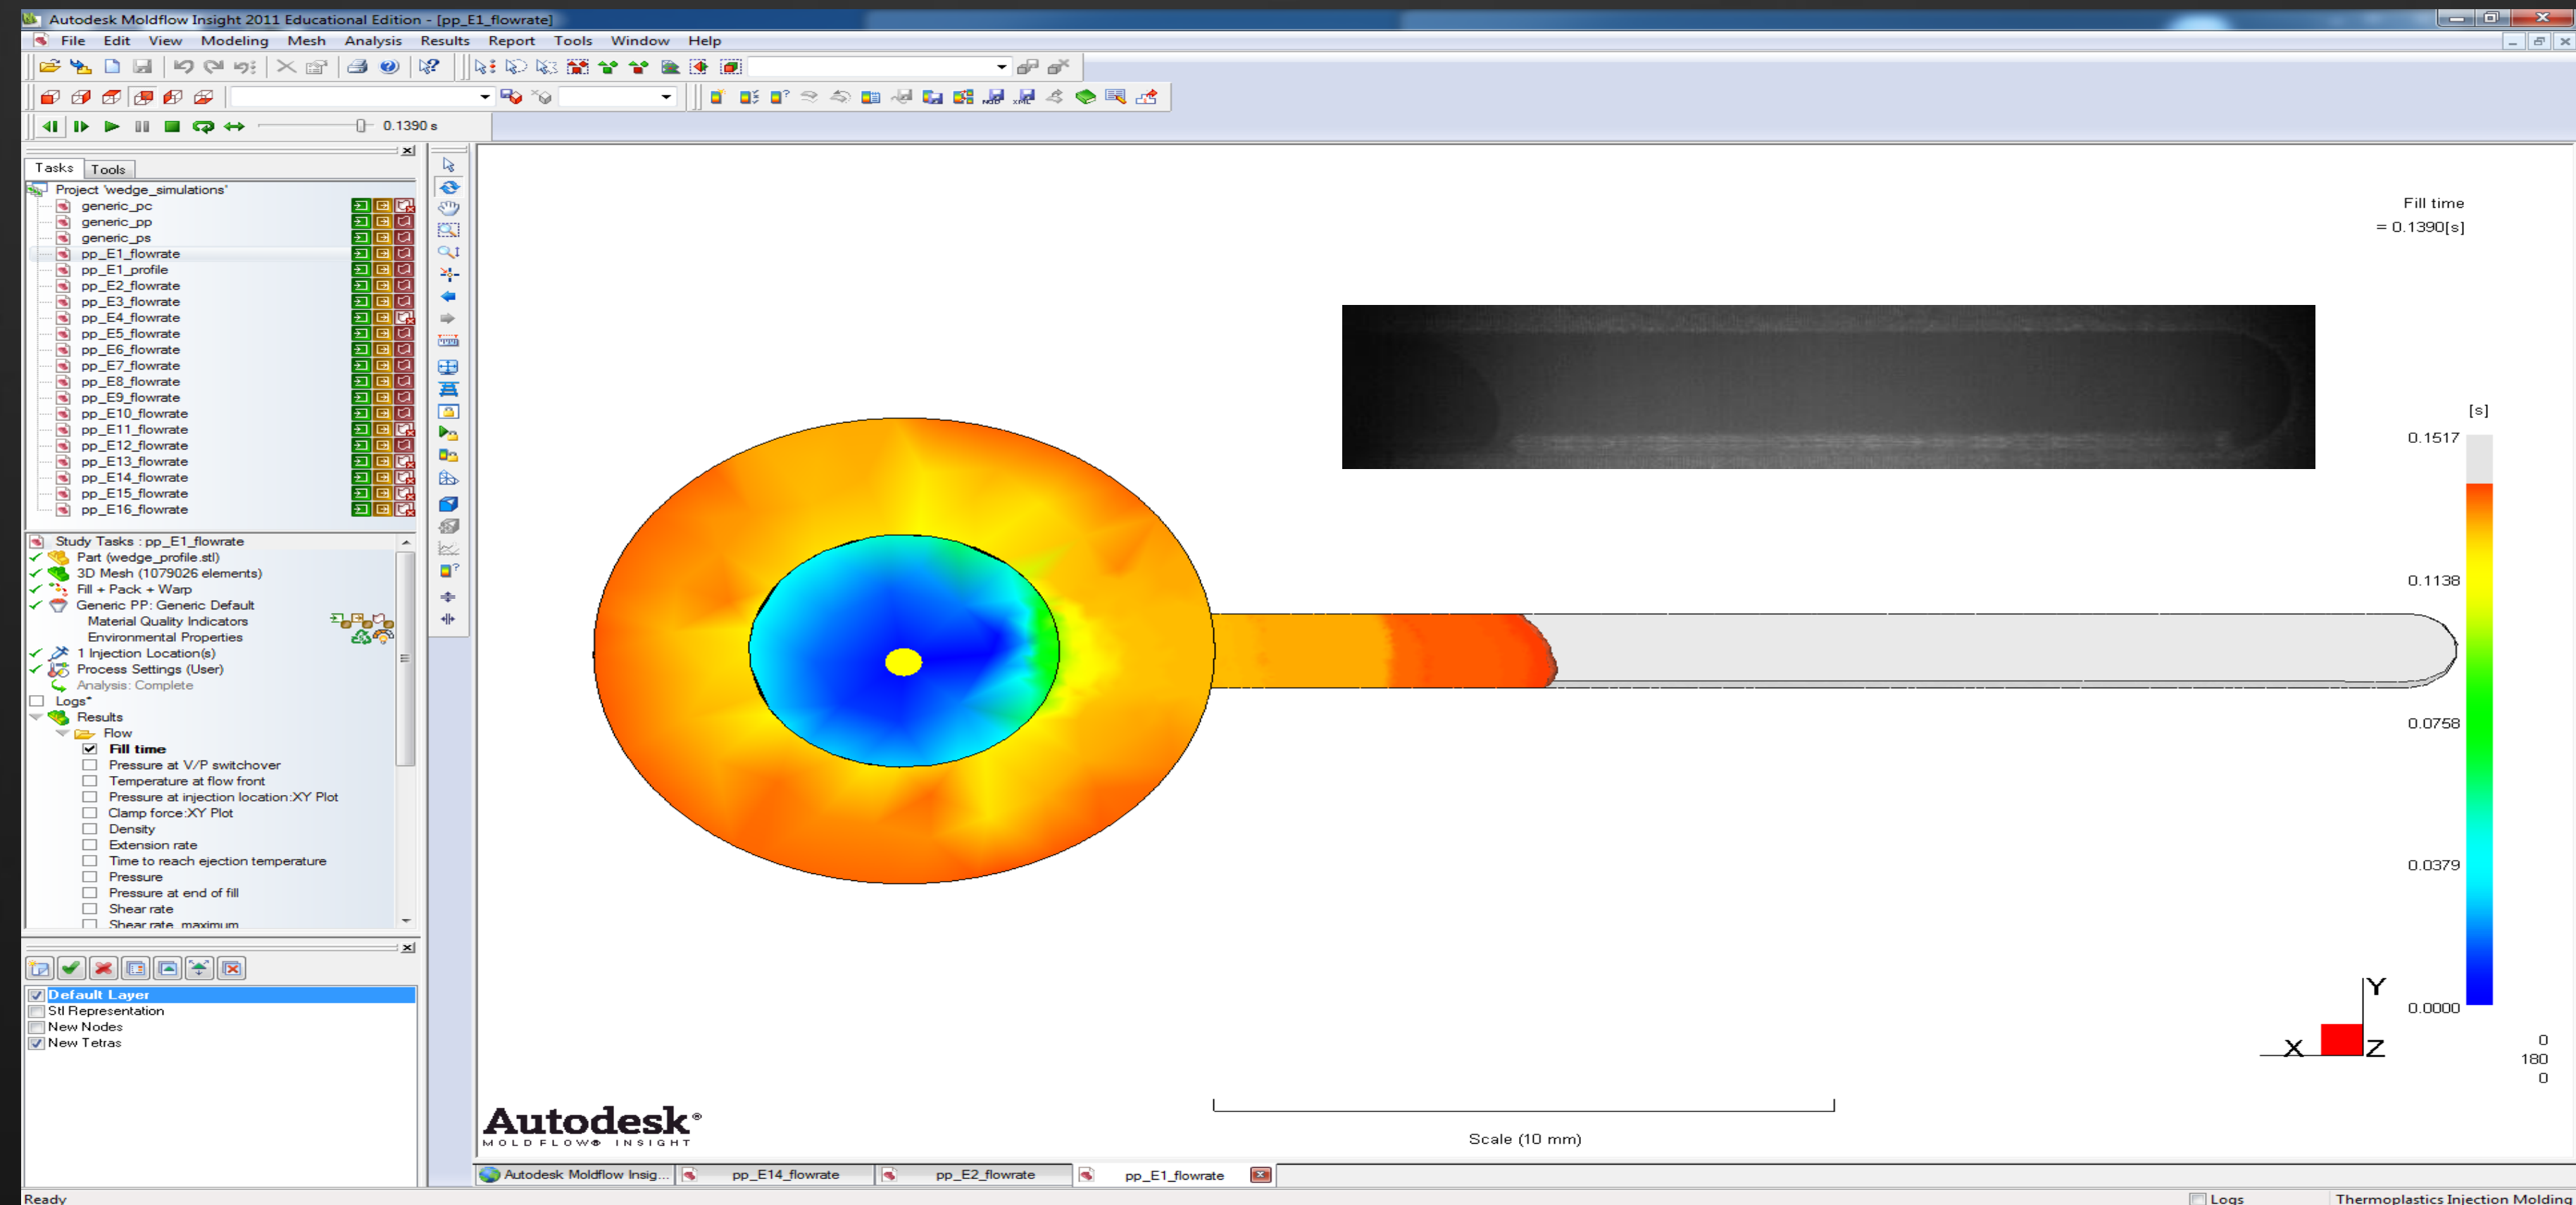 Autodesk Moldflow Insight 2011 Educational Edition - [pp_E1_flowrate]
File Edit View Modeling Mesh Analysis Results Report Tools Window Help
0.1390 s
Tasks Tools
Project 'wedge_simulations'
generic_pc
generic_pp
generic_ps
pp_E1_flowrate
pp_E1_profile
pp_E2_flowrate
pp_E3_flowrate
pp_E4_flowrate
pp_E5_flowrate
pp_E6_flowrate
pp_E7_flowrate
pp_E8_flowrate
pp_E9_flowrate
pp_E10_flowrate
pp_E11_flowrate
pp_E12_flowrate
pp_E13_flowrate
pp_E14_flowrate
pp_E15_flowrate
pp_E16_flowrate
Study Tasks : pp_E1_flowrate
Part (wedge_profile.stl)
3D Mesh (1079026 elements)
Fill + Pack + Warp
Generic PP: Generic Default
Material Quality Indicators
Environmental Properties
1 Injection Location(s)
Process Settings (User)
Analysis: Complete
Logs*
Results
Flow
Fill time
Pressure at V/P switchover
Temperature at flow front
Pressure at injection location:XY Plot
Clamp force:XY Plot
Density
Extension rate
Time to reach ejection temperature
Pressure
Pressure at end of fill
Shear rate
Shear rate, maximum
Default Layer
Stl Representation
New Nodes
New Tetras
Fill time
= 0.1390[s]
[s]
0.1517
0.1138
0.0758
0.0379
0.0000
Y
X Z
0
180
0
Scale (10 mm)
Autodesk®
MOLDFLOW® INSIGHT
Autodesk Moldflow Insig... pp_E14_flowrate pp_E2_flowrate pp_E1_flowrate
Ready Logs Thermoplastics Injection Molding